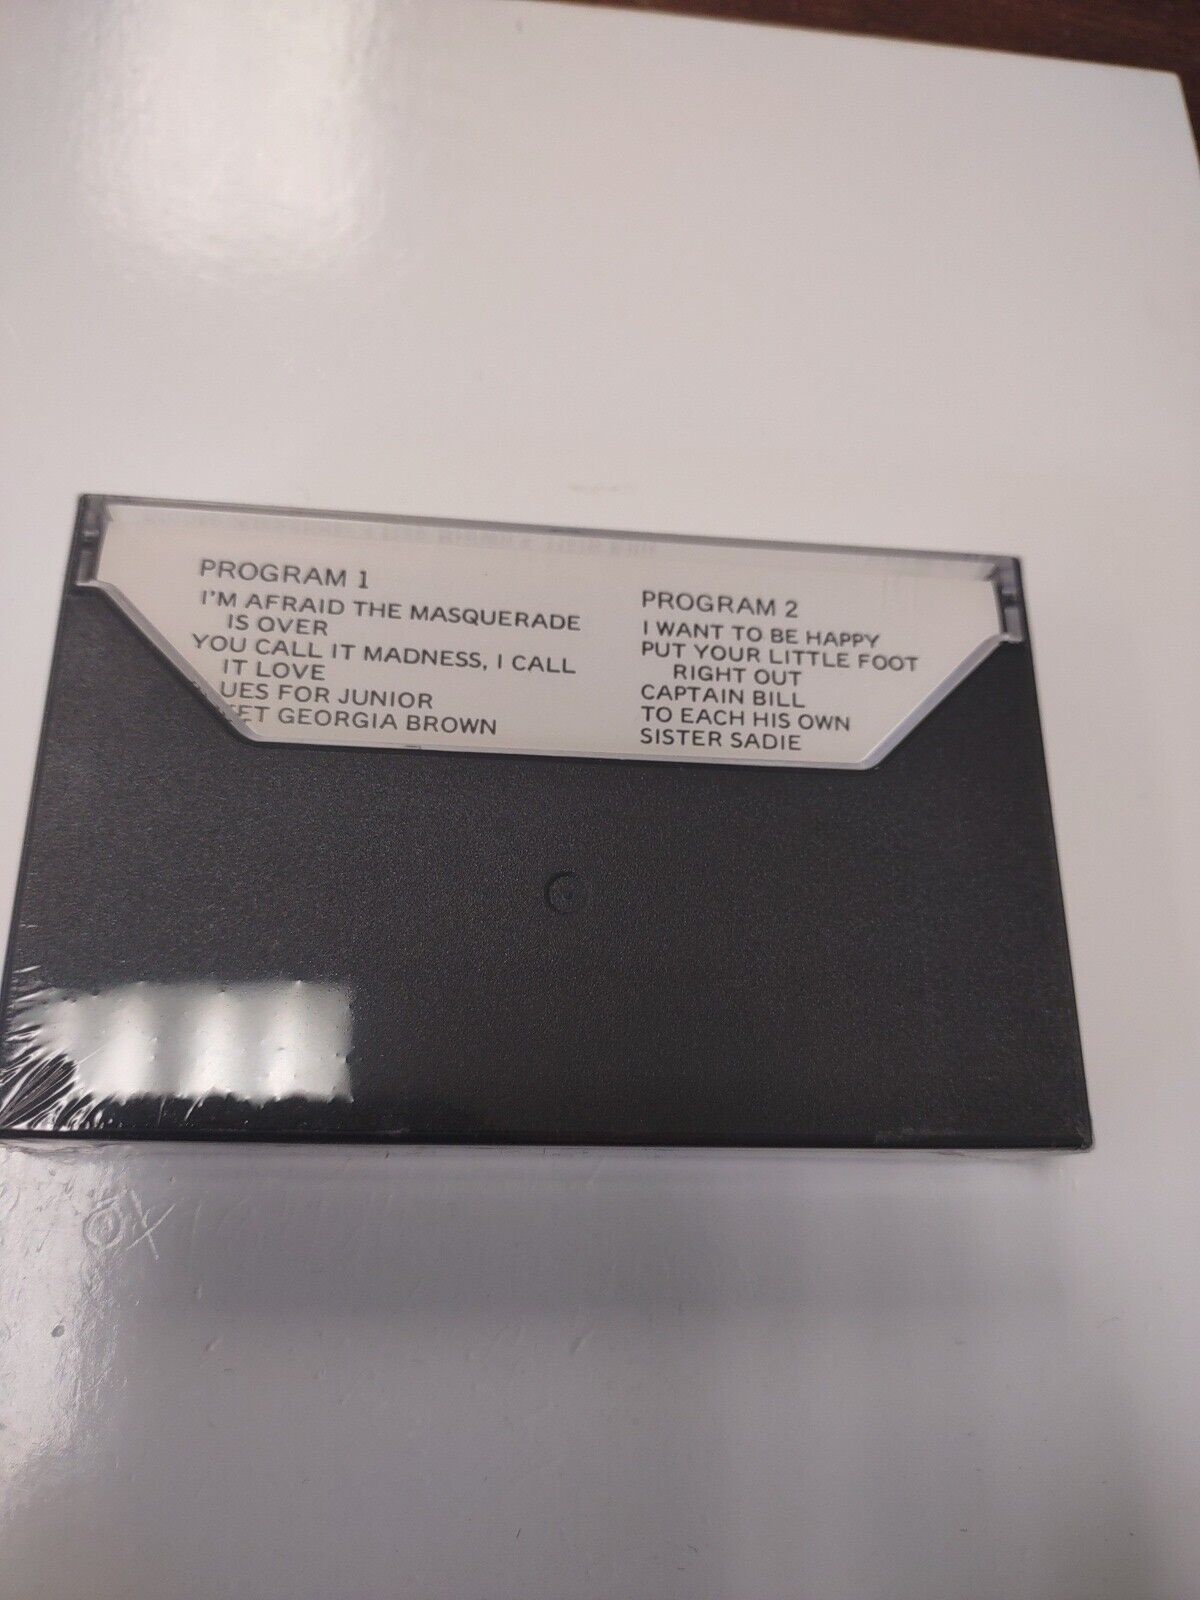 PROGRAM 1
I'M AFRAID THE MASQUERADE
IS OVER
YOU CALL IT MADNESS, I CALL
IT LOVE
UES FOR JUNIOR
ET GEORGIA BROWN
PROGRAM 2
I WANT TO BE HAPPY
PUT YOUR LITTLE FOOT
RIGHT OUT
CAPTAIN BILL
TO EACH HIS OWN
SISTER SADIE